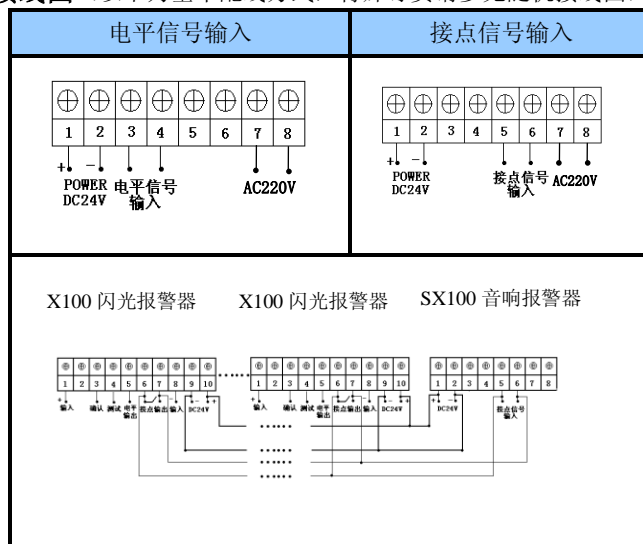 电平信号输入 接点信号输入
1 2 3 4 5 6 7 8
+ −
POWER 电平信号 AC220V
DC24V 输入
1 2 3 4 5 6 7 8
+ −
POWER 接点信号 AC220V
DC24V 输入
X100 闪光报警器 X100 闪光报警器 SX100 音响报警器
1 2 3 4 5 6 7 8 9 10 ...... 1 2 3 4 5 6 7 8 9 10 1 2 3 4 5 6 7 8
+ − − + + − − + + −
输入 确认 测试 电平 接点输出 输入 DC24V 输入 确认 测试 电平 接点输出 输入 DC24V DC24V 接点信号
输出 输出 输入
......
......
......
......